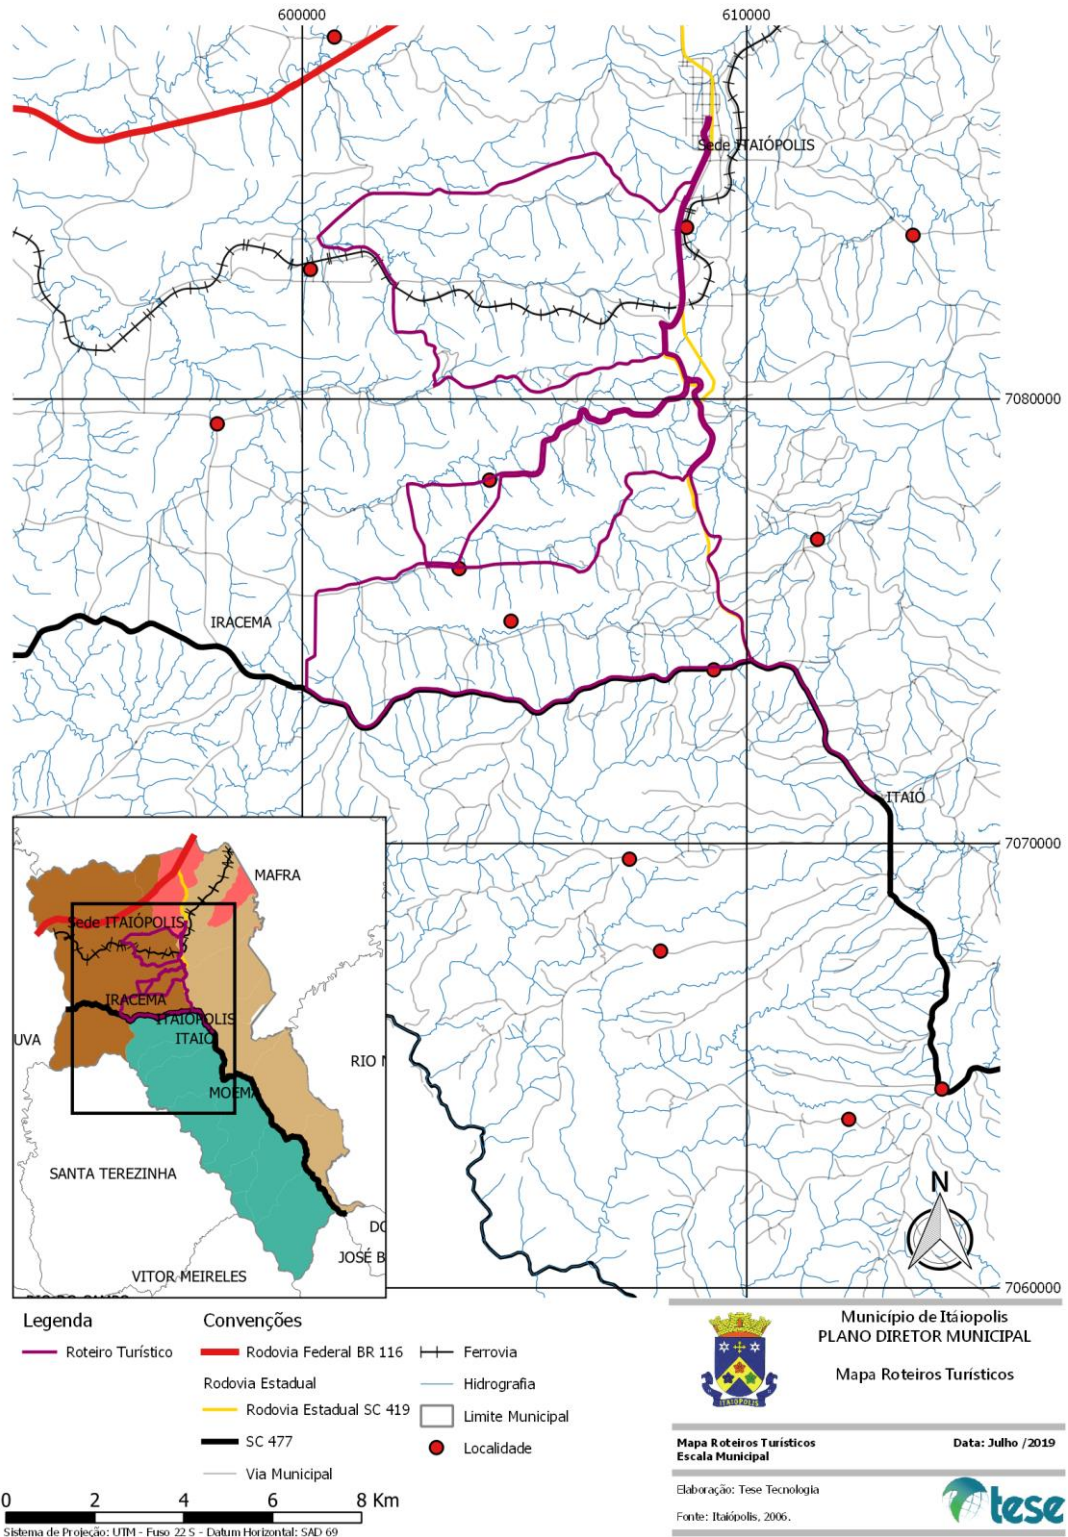 600000
610000
Sede ITAIÓPOLIS
7080000
IRACEMA
ITAIÓ
7070000
MAFRA
Sede ITAIÓPOLIS
IRACEMA
ITAIÓPOLIS
ITAIÓ
UVA
RIO N
MOEMA
SANTA TEREZINHA
DO
JOSÉ B
VITOR MEIRELES
N
7060000
Legenda
Roteiro Turístico
Convenções
Rodovia Federal BR 116
Rodovia Estadual
Rodovia Estadual SC 419
SC 477
Via Municipal
Ferrovia
Hidrografia
Limite Municipal
Localidade
ITAIÓPOLIS
Município de Itáiopolis
PLANO DIRETOR MUNICIPAL
Mapa Roteiros Turísticos
Mapa Roteiros Turísticos
Escala Municipal
Data: Julho /2019
Elaboração: Tese Tecnologia
Fonte: Itaiópolis, 2006.
tese
0 2 4 6 8 Km
Sistema de Projeção: UTM - Fuso 22 S - Datum Horizontal: SAD 69